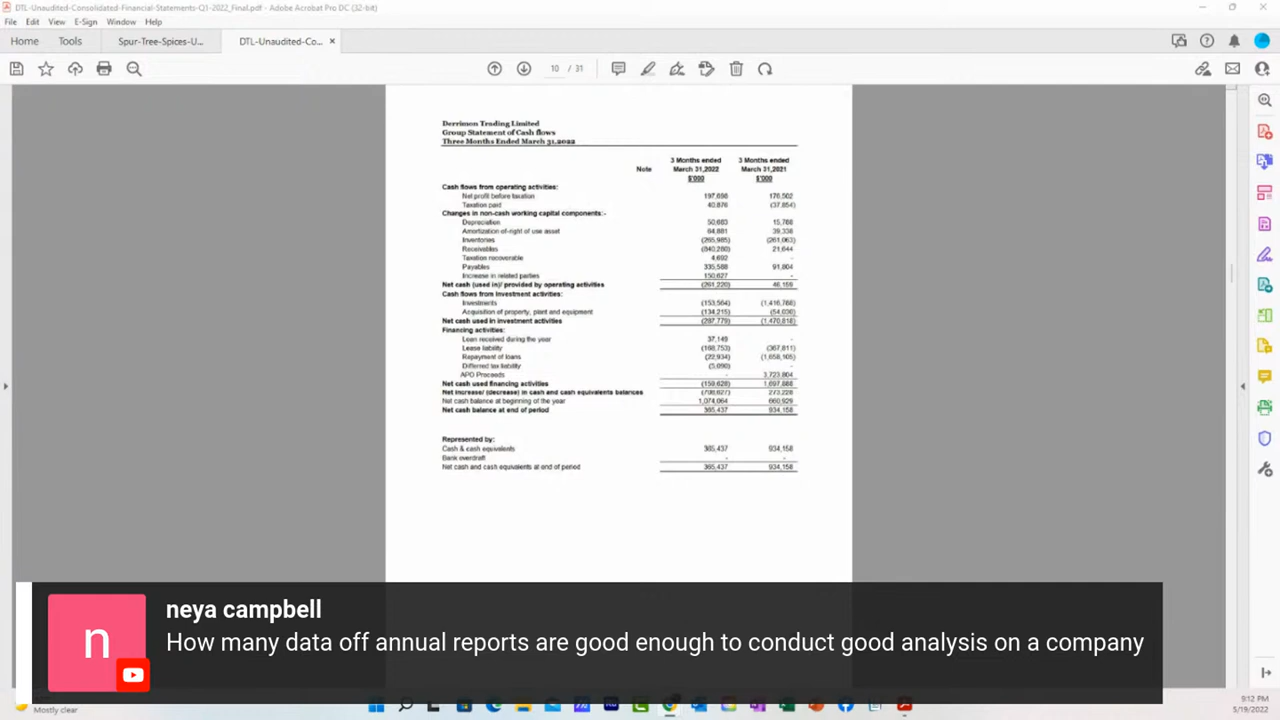 DTL-Unaudited-Consolidated-Financial-Statements-Q1-2022_Final.pdf - Adobe Acrobat Pro DC (32-bit)
File Edit View E-Sign Window Help
Home Tools Spur-Tree-Spices-U... DTL-Unaudited-Co... ×
10 / 31
Derrimon Trading Limited
Group Statement of Cash flows
Three Months Ended March 31,2022
3 Months ended 3 Months ended
Note March 31,2022 March 31,2021
$'000 $'000
Cash flows from operating activities:
Net profit before taxation 197,698 176,502
Taxation paid 40,876 (37,854)
Changes in non-cash working capital components:-
Depreciation 50,683 15,788
Amortization of-right of use asset 64,881 39,338
Inventories (265,985) (261,063)
Receivables (840,280) 21,644
Taxation recoverable 4,692 -
Payables 335,588 91,804
Increase in related parties 150,627 -
Net cash (used in)/ provided by operating activities (261,220) 46,159
Cash flows from investment activities:
Investments (153,564) (1,416,788)
Acquisition of property, plant and equipment (134,215) (54,030)
Net cash used in investment activities (287,779) (1,470,818)
Financing activities:
Loan received during the year 37,149 -
Lease liability (168,753) (367,811)
Repayment of loans (22,934) (1,658,105)
Differred tax liability (5,090) -
APO Proceeds - 3,723,804
Net cash used financing activities (159,628) 1,697,888
Net increase/ (decrease) in cash and cash equivalents balances (708,627) 273,228
Net cash balance at beginning of the year 1,074,064 660,929
Net cash balance at end of period 365,437 934,158
Represented by:
Cash & cash equivalents 365,437 934,158
Bank overdraft - -
Net cash and cash equivalents at end of period 365,437 934,158
neya campbell
n
How many data off annual reports are good enough to conduct good analysis on a company
Mostly clear
9:12 PM
5/19/2022